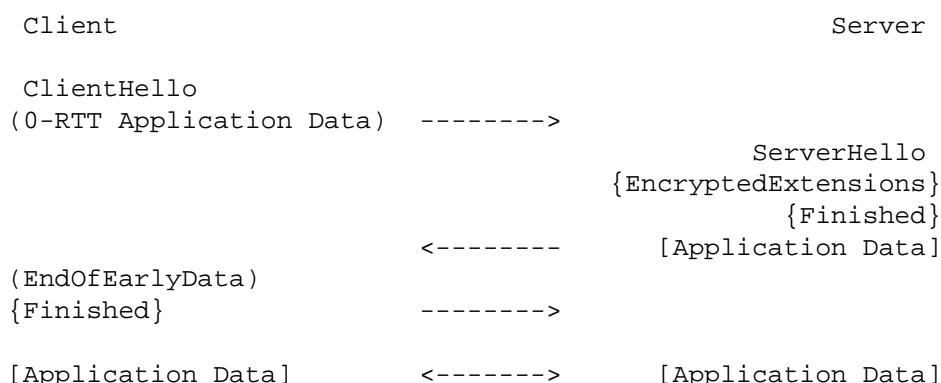 Client Server
ClientHello
(0-RTT Application Data) -------->
ServerHello
{EncryptedExtensions}
{Finished}
<-------- [Application Data]
(EndOfEarlyData)
{Finished} -------->
[Application Data] <-------> [Application Data]